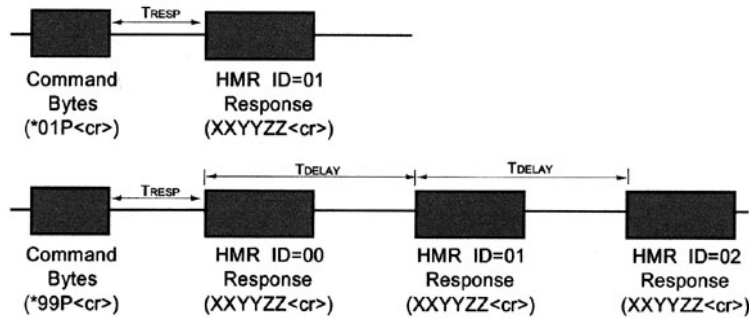 TRESP
Command
Bytes
(*01P<cr>)
HMR ID=01
Response
(XXYYZZ<cr>)
TRESP
TDELAY
TDELAY
Command
Bytes
(*99P<cr>)
HMR ID=00
Response
(XXYYZZ<cr>)
HMR ID=01
Response
(XXYYZZ<cr>)
HMR ID=02
Response
(XXYYZZ<cr>)